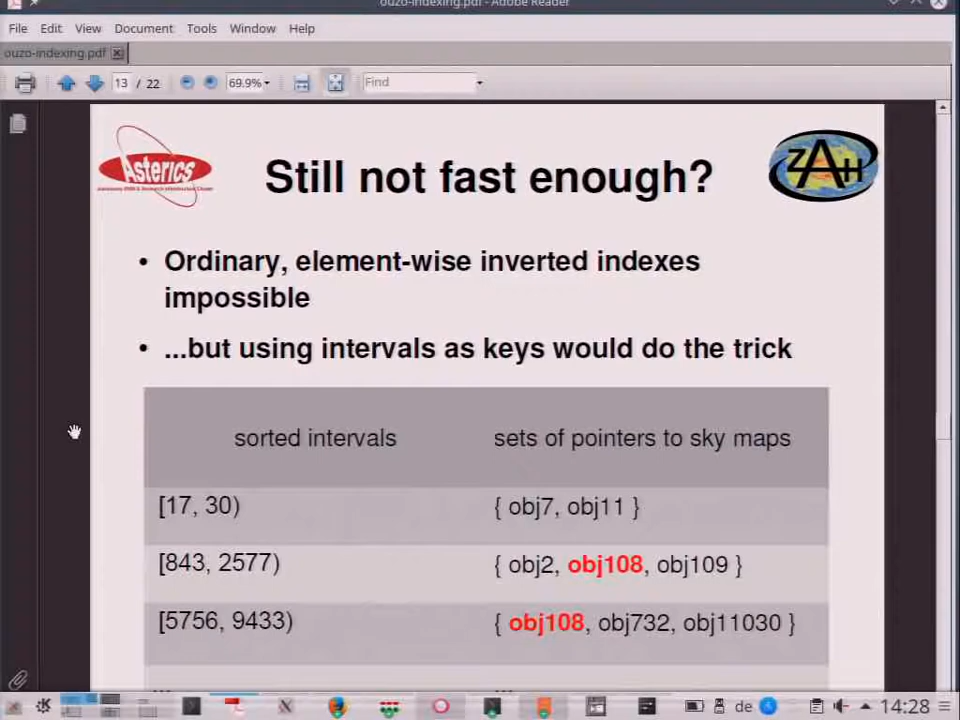 ouzo-indexing.pdf - Adobe Reader
File Edit View Document Tools Window Help
ouzo-indexing.pdf
13 / 22 69.9% Find
Asterics
ZAH
Still not fast enough?
• Ordinary, element-wise inverted indexes
impossible
• ...but using intervals as keys would do the trick
sorted intervals sets of pointers to sky maps
[17, 30) { obj7, obj11 }
[843, 2577) { obj2, obj108, obj109 }
[5756, 9433) { obj108, obj732, obj11030 }
... ...
de 14:28